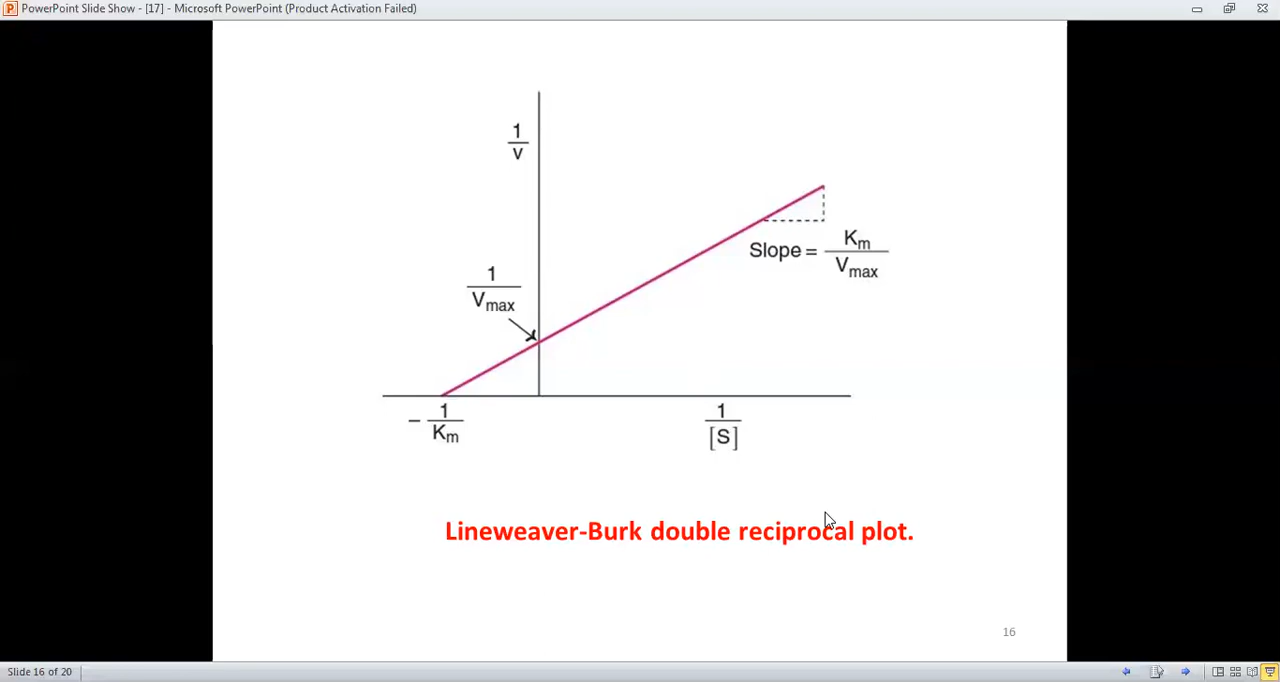 PowerPoint Slide Show - [17] - Microsoft PowerPoint (Product Activation Failed)
1
v
1
Vmax
Slope = Km
Vmax
- 1
Km
1
[S]
Lineweaver-Burk double reciprocal plot.
16
Slide 16 of 20